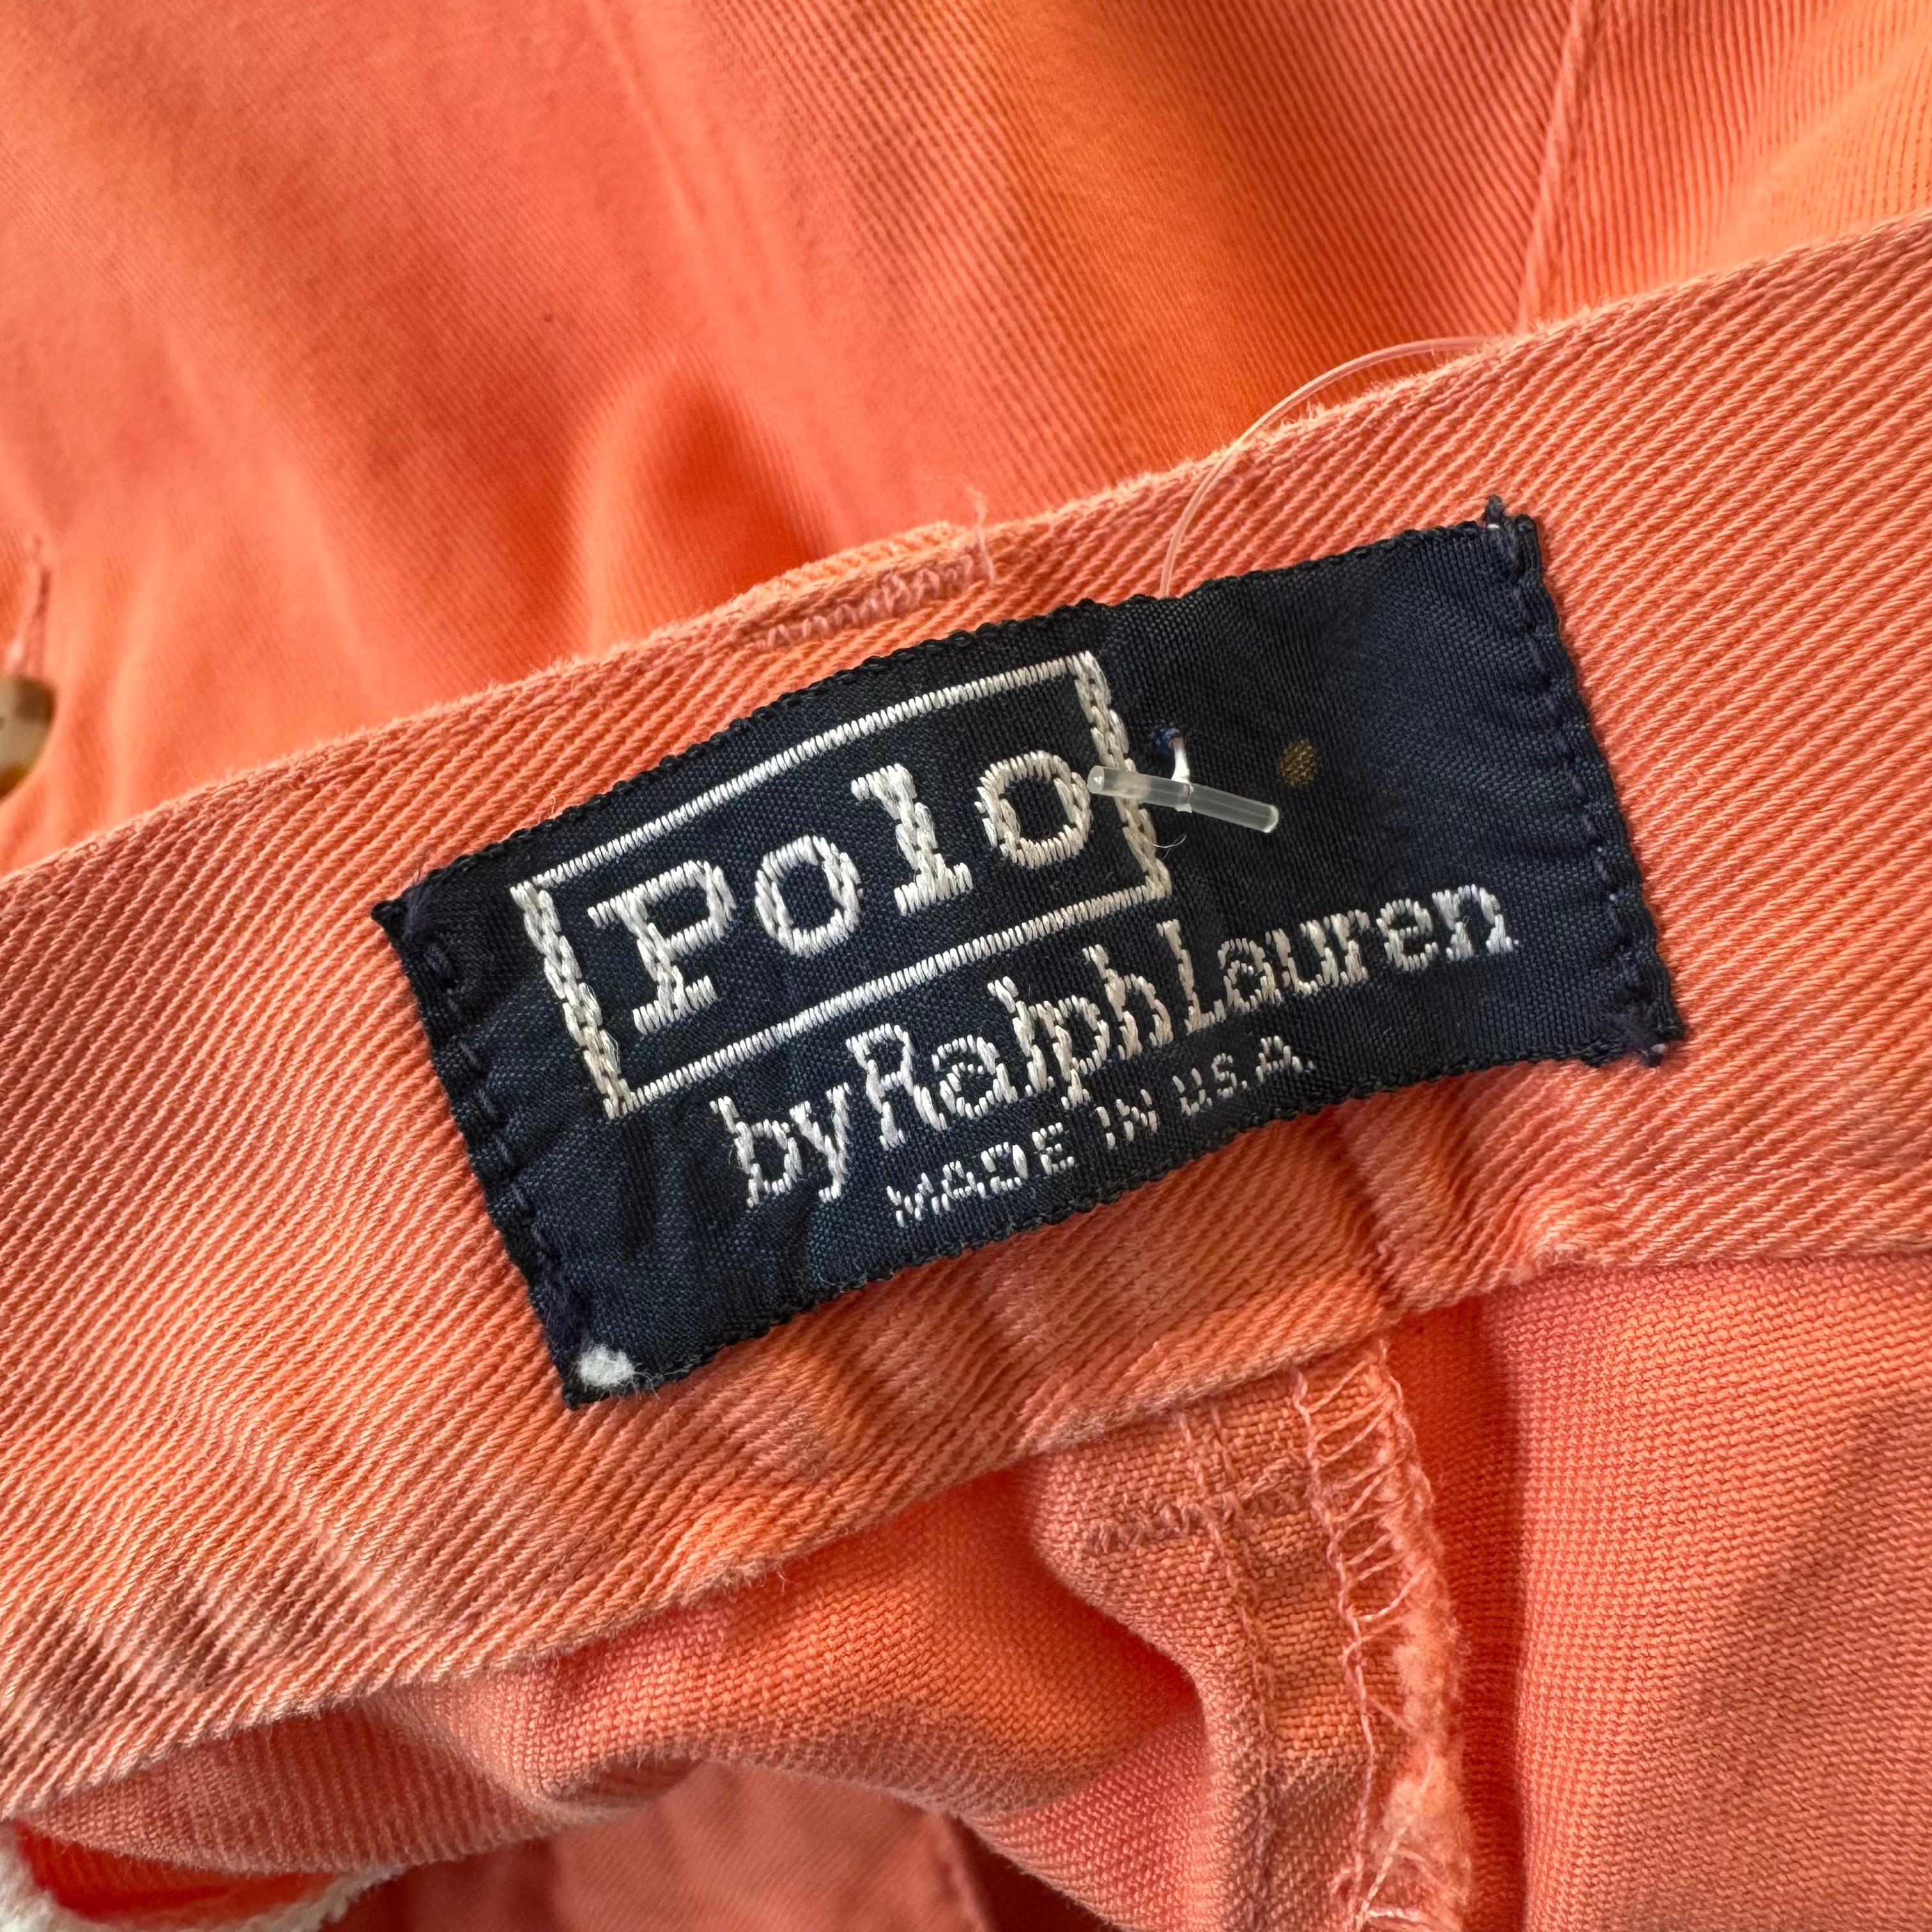 Polo
by Ralph Lauren
MADE IN U.S.A.